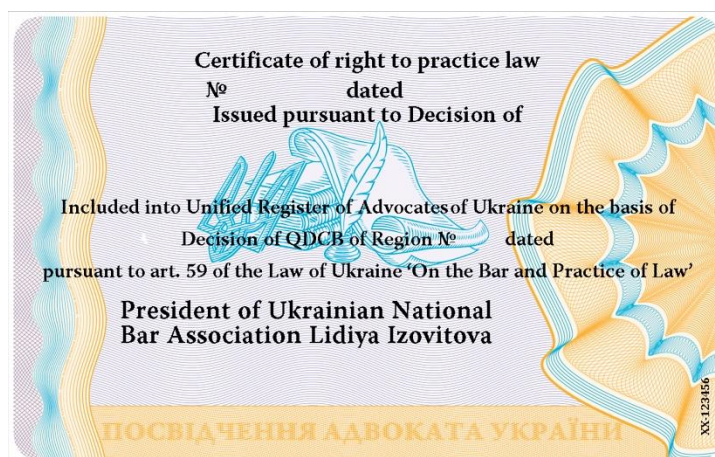 Certificate of right to practice law
№ dated
Issued pursuant to Decision of
Included into Unified Register of Advocates of Ukraine on the basis of
Decision of QDCB of Region № dated
pursuant to art. 59 of the Law of Ukraine ‘On the Bar and Practice of Law’
President of Ukrainian National
Bar Association Lidiya Izovitova
ПОСВІДЧЕННЯ АДВОКАТА УКРАЇНИ
XX-123456